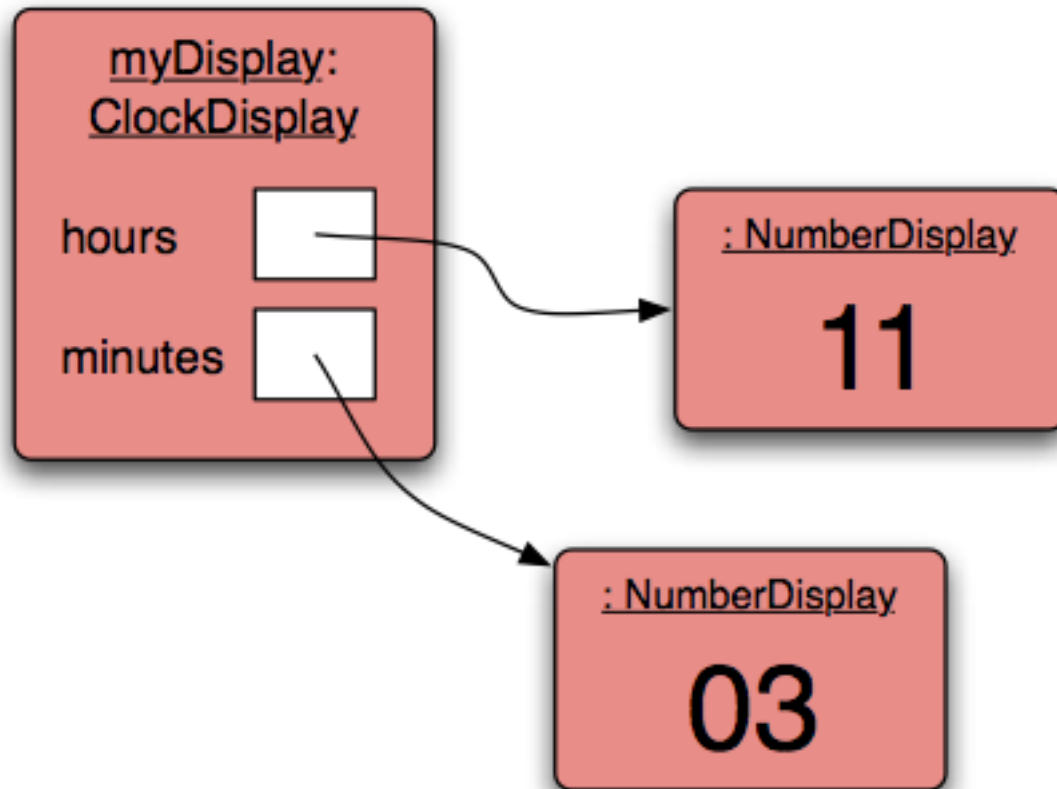 myDisplay:
ClockDisplay
hours
minutes
: NumberDisplay
11
: NumberDisplay
03